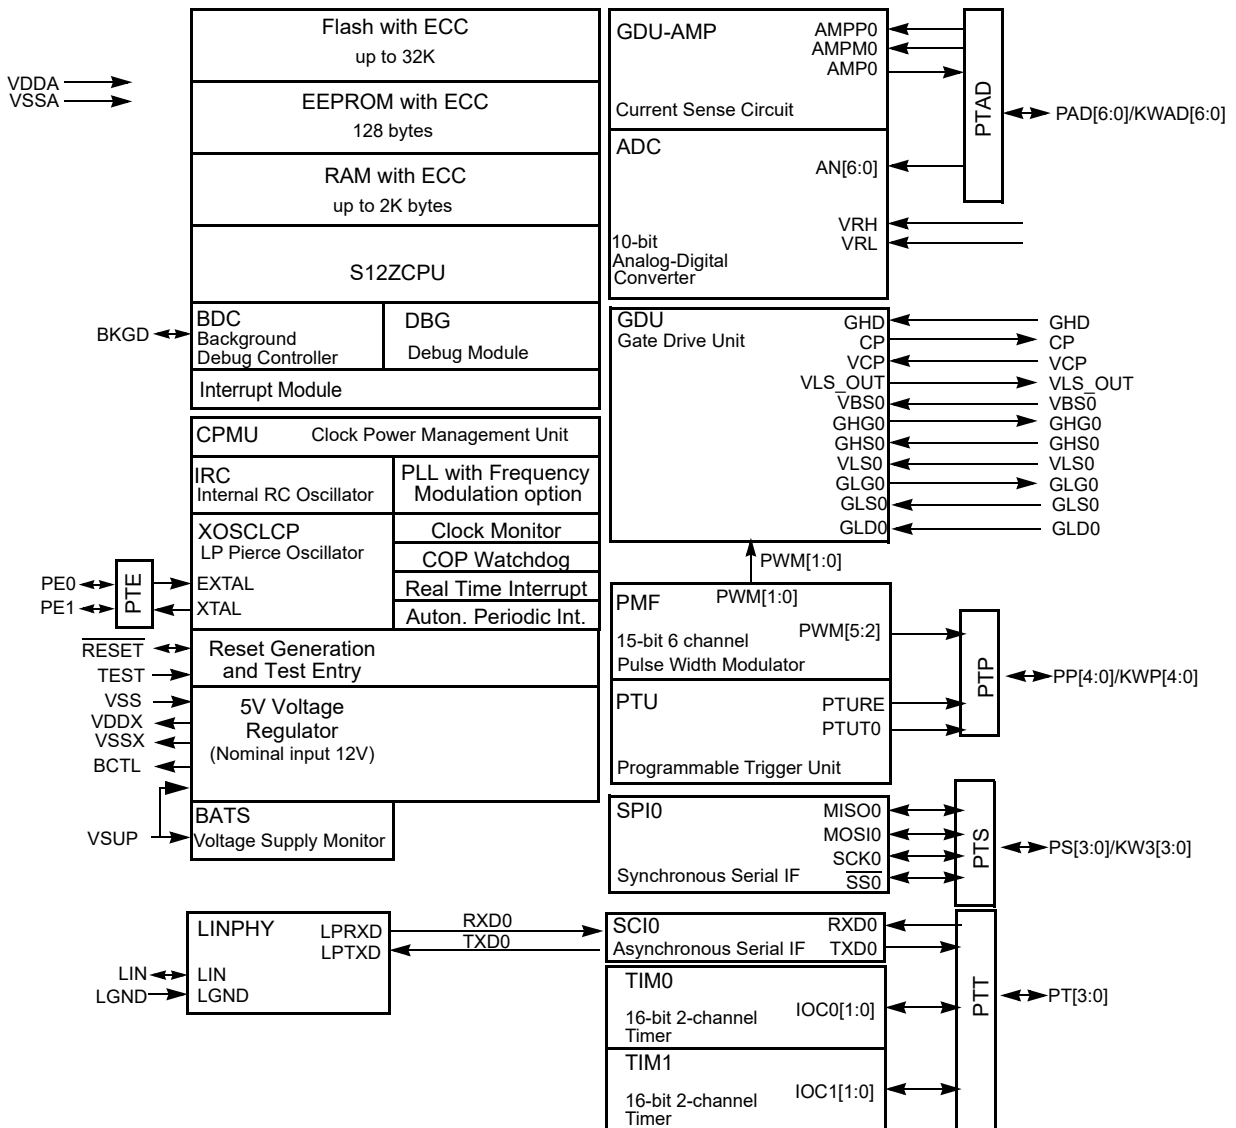 VDDA
VSSA
Flash with ECC
up to 32K
EEPROM with ECC
128 bytes
RAM with ECC
up to 2K bytes
S12ZCPU
BKGD
BDC
Background
Debug Controller
DBG
Debug Module
Interrupt Module
CPMU Clock Power Management Unit
IRC
Internal RC Oscillator
PLL with Frequency
Modulation option
XOSCLCP
LP Pierce Oscillator
EXTAL
XTAL
Clock Monitor
COP Watchdog
Real Time Interrupt
Auton. Periodic Int.
PE0
PE1
PTE
RESET
TEST
Reset Generation
and Test Entry
VSS
VDDX
VSSX
BCTL
5V Voltage
Regulator
(Nominal input 12V)
VSUP
BATS
Voltage Supply Monitor
LINPHY
LPRXD
LPTXD
LIN
LGND
LIN
LGND
RXD0
TXD0
GDU-AMP
AMPP0
AMPM0
AMP0
Current Sense Circuit
ADC
AN[6:0]
VRH
VRL
10-bit
Analog-Digital
Converter
PTAD
PAD[6:0]/KWAD[6:0]
GDU
Gate Drive Unit
GHD GHD
CP CP
VCP VCP
VLS_OUT VLS_OUT
VBS0 VBS0
GHG0 GHG0
GHS0 GHS0
VLS0 VLS0
GLG0 GLG0
GLS0 GLS0
GLD0 GLD0
PWM[1:0]
PMF
PWM[1:0]
PWM[5:2]
15-bit 6 channel
Pulse Width Modulator
PTU
PTURE
PTUT0
Programmable Trigger Unit
PTP
PP[4:0]/KWP[4:0]
SPI0
MISO0
MOSI0
SCK0
SS0
Synchronous Serial IF
PTS
PS[3:0]/KW3[3:0]
SCI0
RXD0
Asynchronous Serial IF
TXD0
TIM0
IOC0[1:0]
16-bit 2-channel
Timer
TIM1
IOC1[1:0]
16-bit 2-channel
Timer
PTT
PT[3:0]